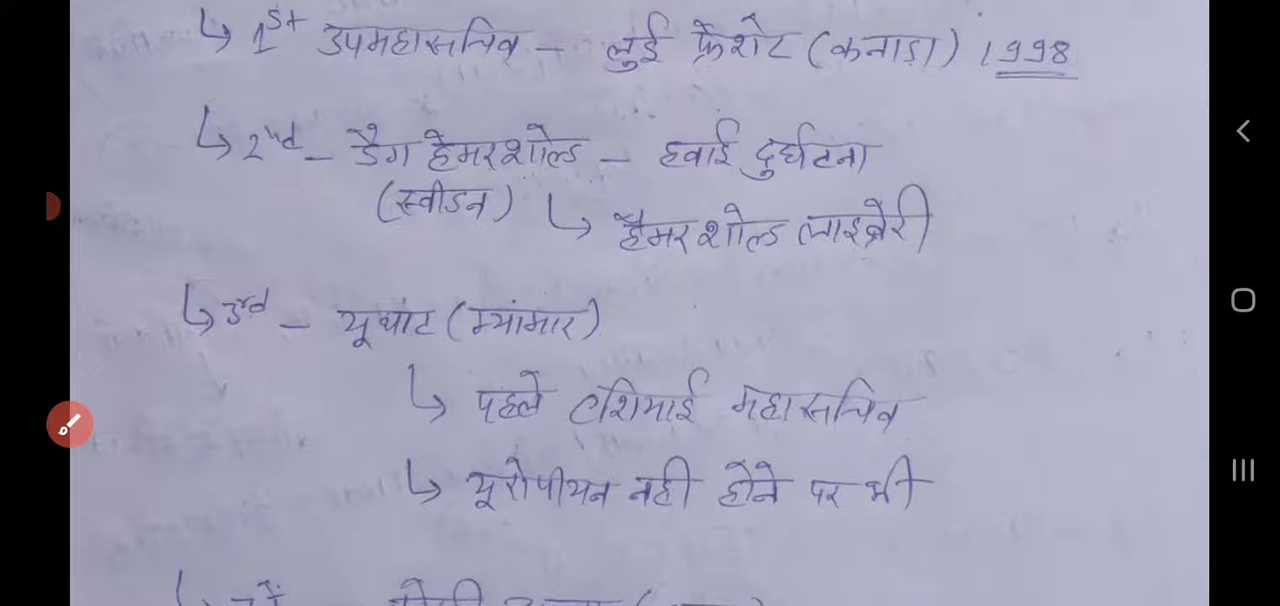 ↳ 1st उपमहासचिव – लुई फ्रेशेट (कनाडा) 1998
↳ 2nd – डैग हैमरशोल्ड – हवाई दुर्घटना
(स्वीडन) ↳ हैमरशोल्ड लाइब्रेरी
↳ 3rd – यूथांट (म्यांमार)
↳ पहले एशियाई महासचिव
↳ यूरोपीयन नही होने पर भी